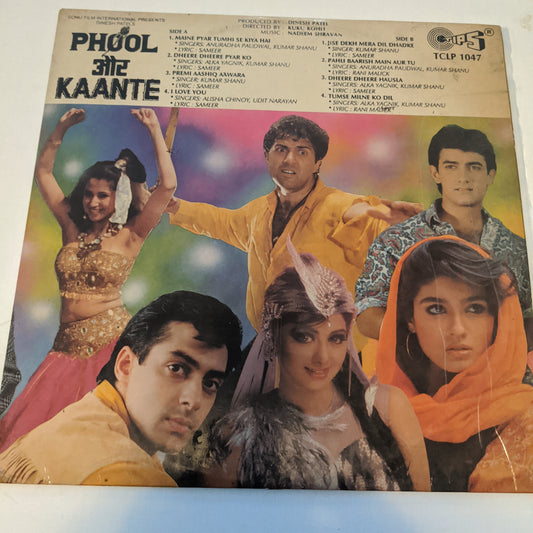 SONU FILM INTERNATIONAL PRESENTS
DINESH PATEL'S
PHOOL
और
KAANTE
PRODUCED BY: DINESH PATEL
DIRECTED BY: KUKU KOHLI
MUSIC: NADEEM SHRAVAN
SIDE A
1. MAINE PYAR TUMHI SE KIYA HAI
* SINGERS: ANURADHA PAUDWAL, KUMAR SHANU
* LYRIC : SAMEER
2. DHEERE DHEERE PYAR KO
* SINGERS: ALKA YAGNIK, KUMAR SHANU
* LYRIC : SAMEER
3. PREMI AASHIQ AAWARA
* SINGER: KUMAR SHANU
* LYRIC: SAMEER
4. I LOVE YOU
* SINGERS: ALISHA CHINOY, UDIT NARAYAN
* LYRIC: SAMEER
SIDE B
1. JISE DEKH MERA DIL DHADKE
* SINGER: KUMAR SHANU
* LYRIC : SAMEER
2. PAHLI BAARISH MAIN AUR TU
* SINGERS: ANURADHA PAUDWAL, KUMAR SHANU
* LYRIC: RANI MALICK
3. DHEERE DHEERE HAUSLA
* SINGERS: ALKA YAGNIK, KUMAR SHANU
* LYRIC : SAMEER
4. TUMSE MILNE KO DIL
* SINGERS: ALKA YAGNIK, KUMAR SHANU
* LYRIC: RANI MALICK
TIPS
R
TCLP 1047